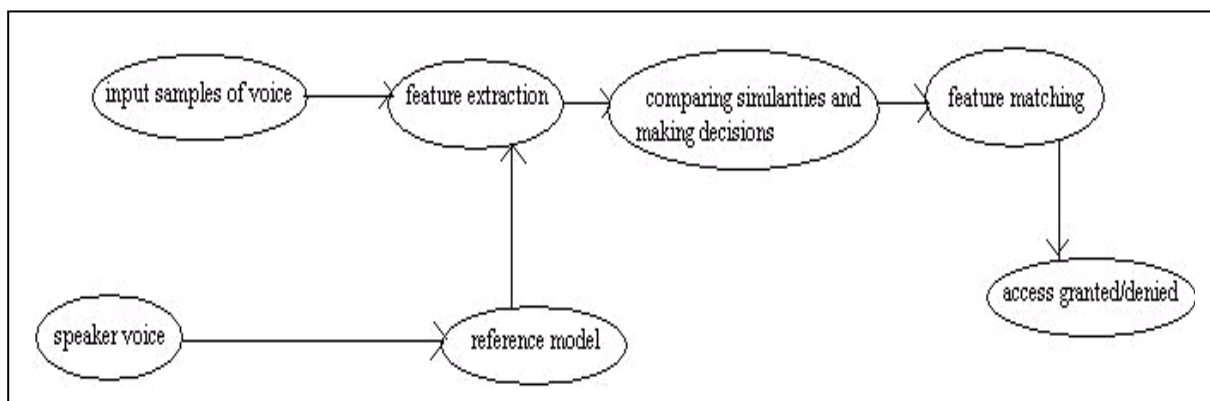 input samples of voice
feature extraction
comparing similarities and
making decisions
feature matching
access granted/denied
speaker voice
reference model